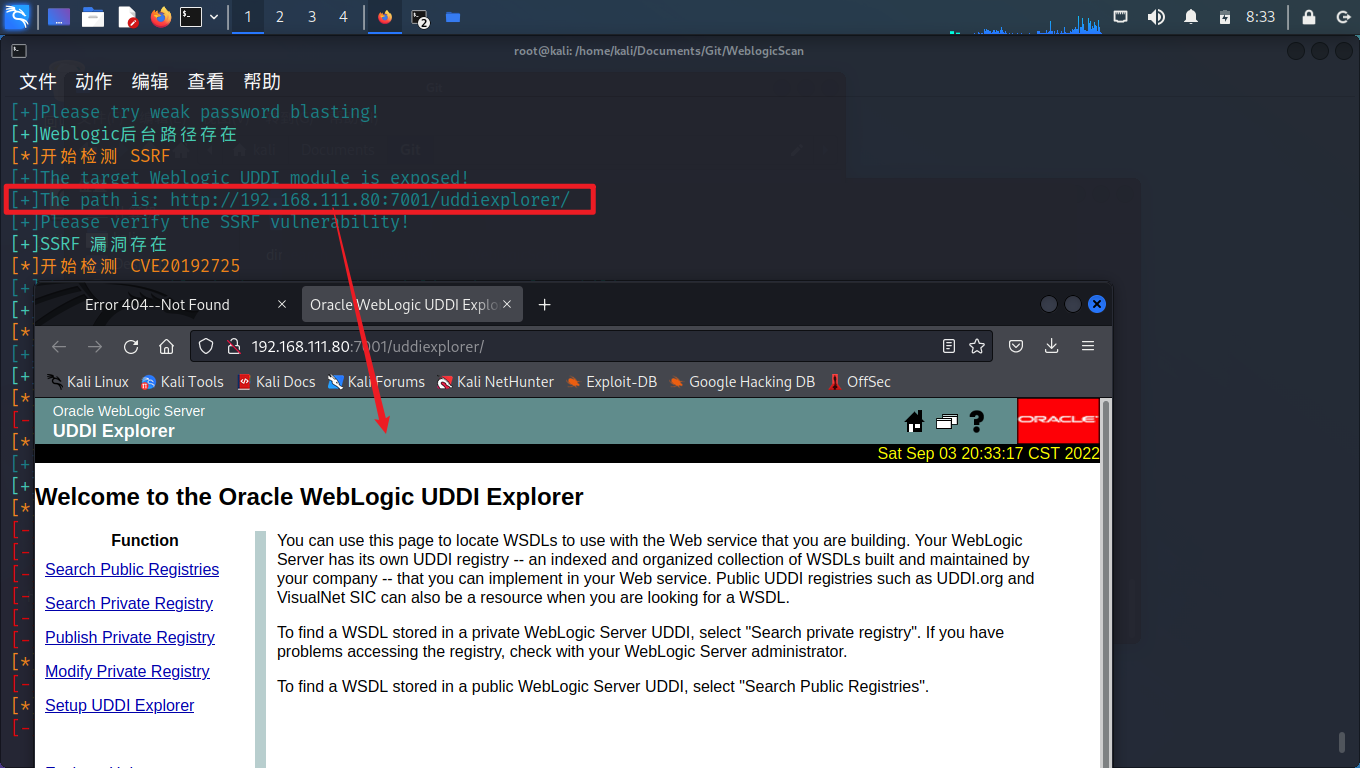 1 2 3 4 2 8:33
root@kali: /home/kali/Documents/Git/WeblogicScan
文件 动作 编辑 查看 帮助
[+]Please try weak password blasting!
[+]Weblogic后台路径存在
[*]开始检测 SSRF
[+]The target Weblogic UDDI module is exposed!
[+]The path is: http://192.168.111.80:7001/uddiexplorer/
[+]Please verify the SSRF vulnerability!
[+]SSRF 漏洞存在
[*]开始检测 CVE20192725
Error 404--Not Found
Oracle WebLogic UDDI Explo
192.168.111.80:7001/uddiexplorer/
Kali Linux Kali Tools Kali Docs Kali Forums Kali NetHunter Exploit-DB Google Hacking DB OffSec
Oracle WebLogic Server
UDDI Explorer
ORACLE
Sat Sep 03 20:33:17 CST 2022
Welcome to the Oracle WebLogic UDDI Explorer
Function
Search Public Registries
Search Private Registry
Publish Private Registry
Modify Private Registry
Setup UDDI Explorer
You can use this page to locate WSDLs to use with the Web service that you are building. Your WebLogic
Server has its own UDDI registry -- an indexed and organized collection of WSDLs built and maintained by
your company -- that you can implement in your Web service. Public UDDI registries such as UDDI.org and
VisualNet SIC can also be a resource when you are looking for a WSDL.
To find a WSDL stored in a private WebLogic Server UDDI, select "Search private registry". If you have
problems accessing the registry, check with your WebLogic Server administrator.
To find a WSDL stored in a public WebLogic Server UDDI, select "Search Public Registries".